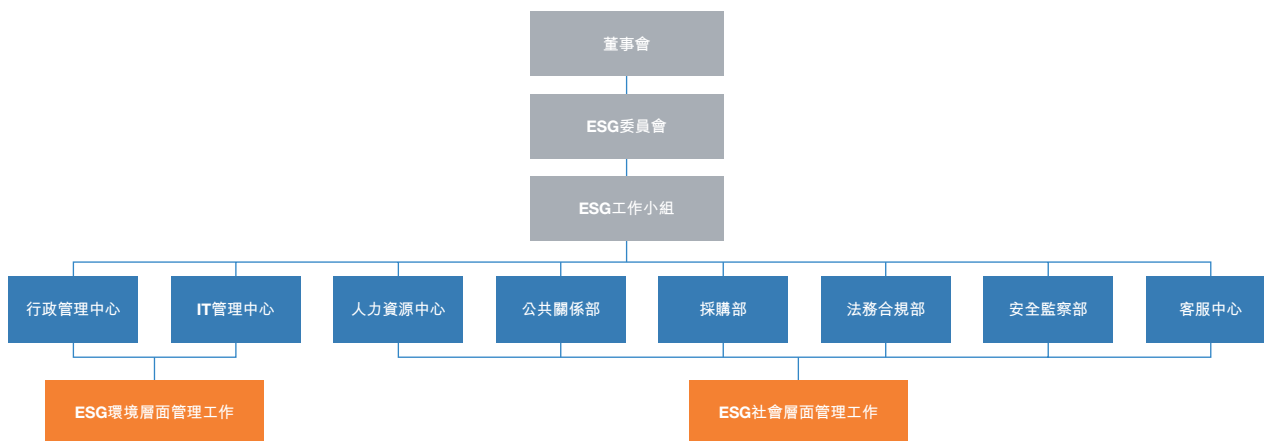 董事會
ESG委員會
ESG工作小組
行政管理中心
IT管理中心
人力資源中心
公共關係部
採購部
法務合規部
安全監察部
客服中心
ESG環境層面管理工作
ESG社會層面管理工作